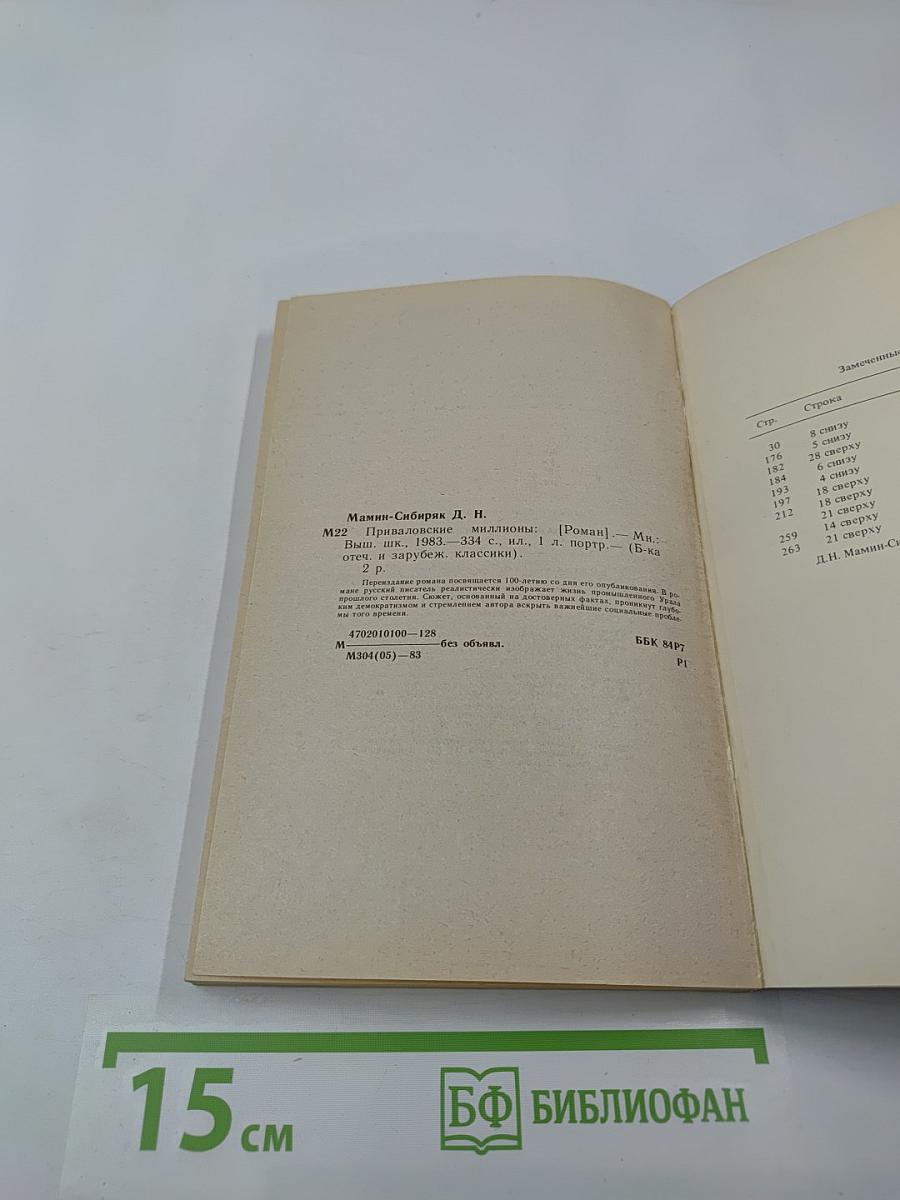 Мамин-Сибиряк Д. Н.
М22 Приваловские миллионы: [Роман].— Мн.:
Выш. шк., 1983.—334 с., ил., 1 л. портр.— (Б-ка
отеч. и зарубеж. классики).
2 р.
Переиздание романа посвящается 100-летию со дня его опубликования. В ро-
мане русский писатель реалистически изображает жизнь промышленного Урала
прошлого столетия. Сюжет, основанный на достоверных фактах, проникнут глубо-
ким демократизмом и стремлением автора вскрыть важнейшие социальные пробле-
мы того времени.
4702010100—128
М без объявл.
М304(05)—83
ББК 84Р7
Р1
Замеченные
Стр. Строка
30 8 снизу
176 5 снизу
182 28 сверху
184 6 снизу
193 4 снизу
197 18 сверху
212 18 сверху
21 сверху
259 14 сверху
263 21 сверху
Д.Н. Мамин-Си
15 см
БФ БИБЛИОФАН